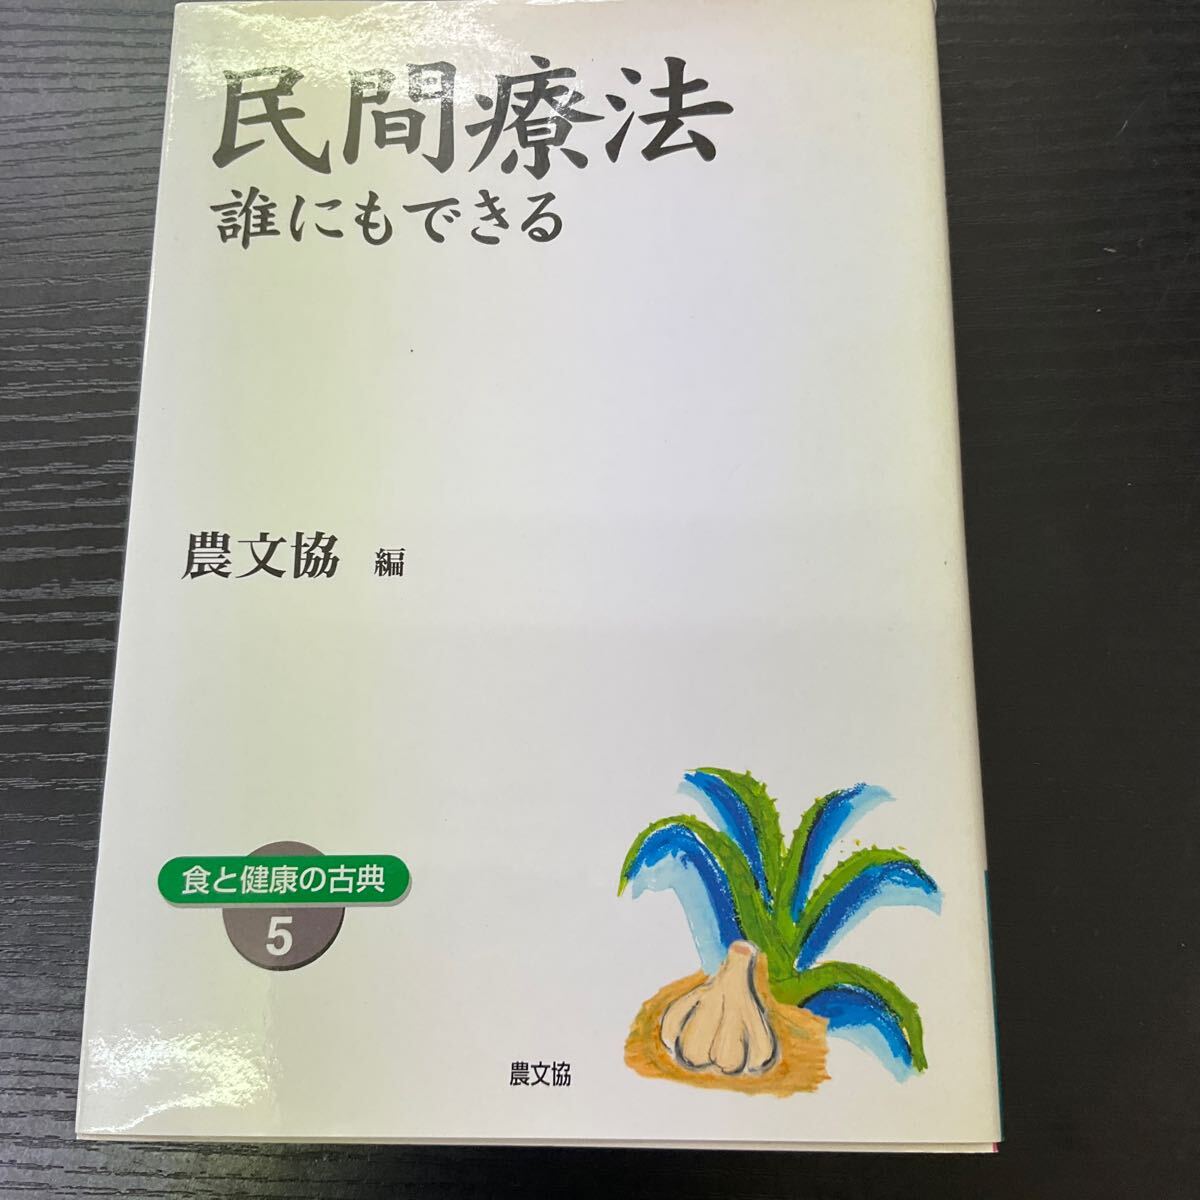 民間療法
誰にもできる
農文協 編
食と健康の古典
5
農文協